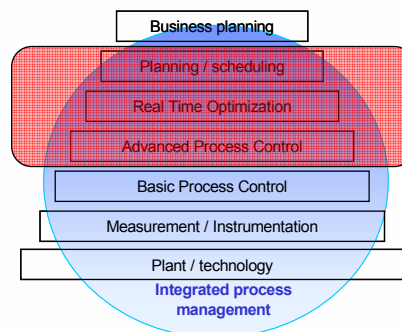 Business planning
Planning / scheduling
Real Time Optimization
Advanced Process Control
Basic Process Control
Measurement / Instrumentation
Plant / technology
Integrated process
management